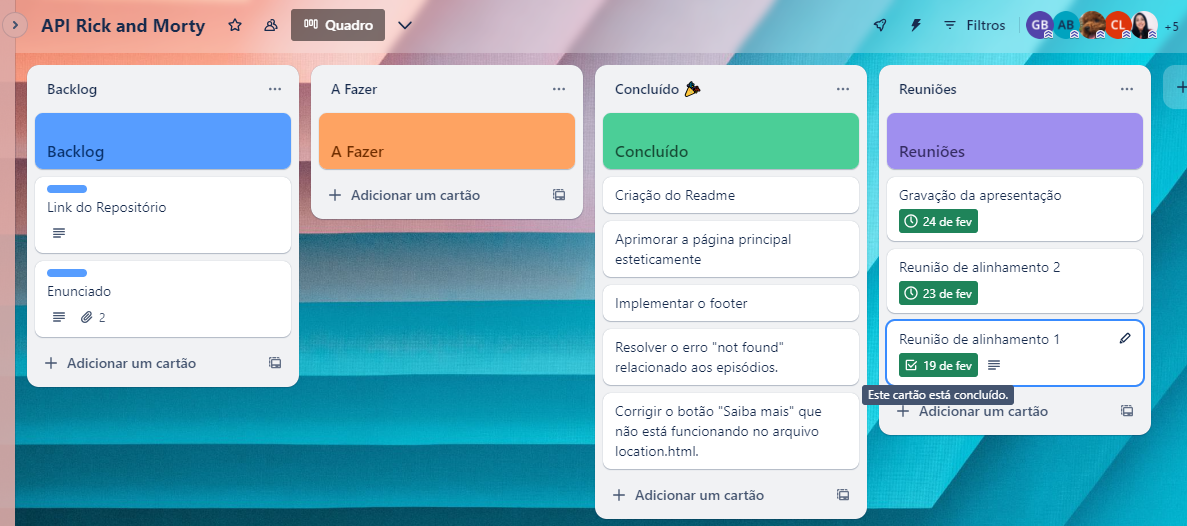 API Rick and Morty
Quadro
Filtros
GB
AB
CL
+5
Backlog
Backlog
Link do Repositório
Enunciado
2
Adicionar um cartão
A Fazer
A Fazer
Adicionar um cartão
Concluído
Concluído
Criação do Readme
Aprimorar a página principal
esteticamente
Implementar o footer
Resolver o erro "not found"
relacionado aos episódios.
Corrigir o botão "Saiba mais" que
não está funcionando no arquivo
location.html.
Adicionar um cartão
Reuniões
Reuniões
Gravação da apresentação
24 de fev
Reunião de alinhamento 2
23 de fev
Reunião de alinhamento 1
19 de fev
Este cartão está concluído.
Adicionar um cartão